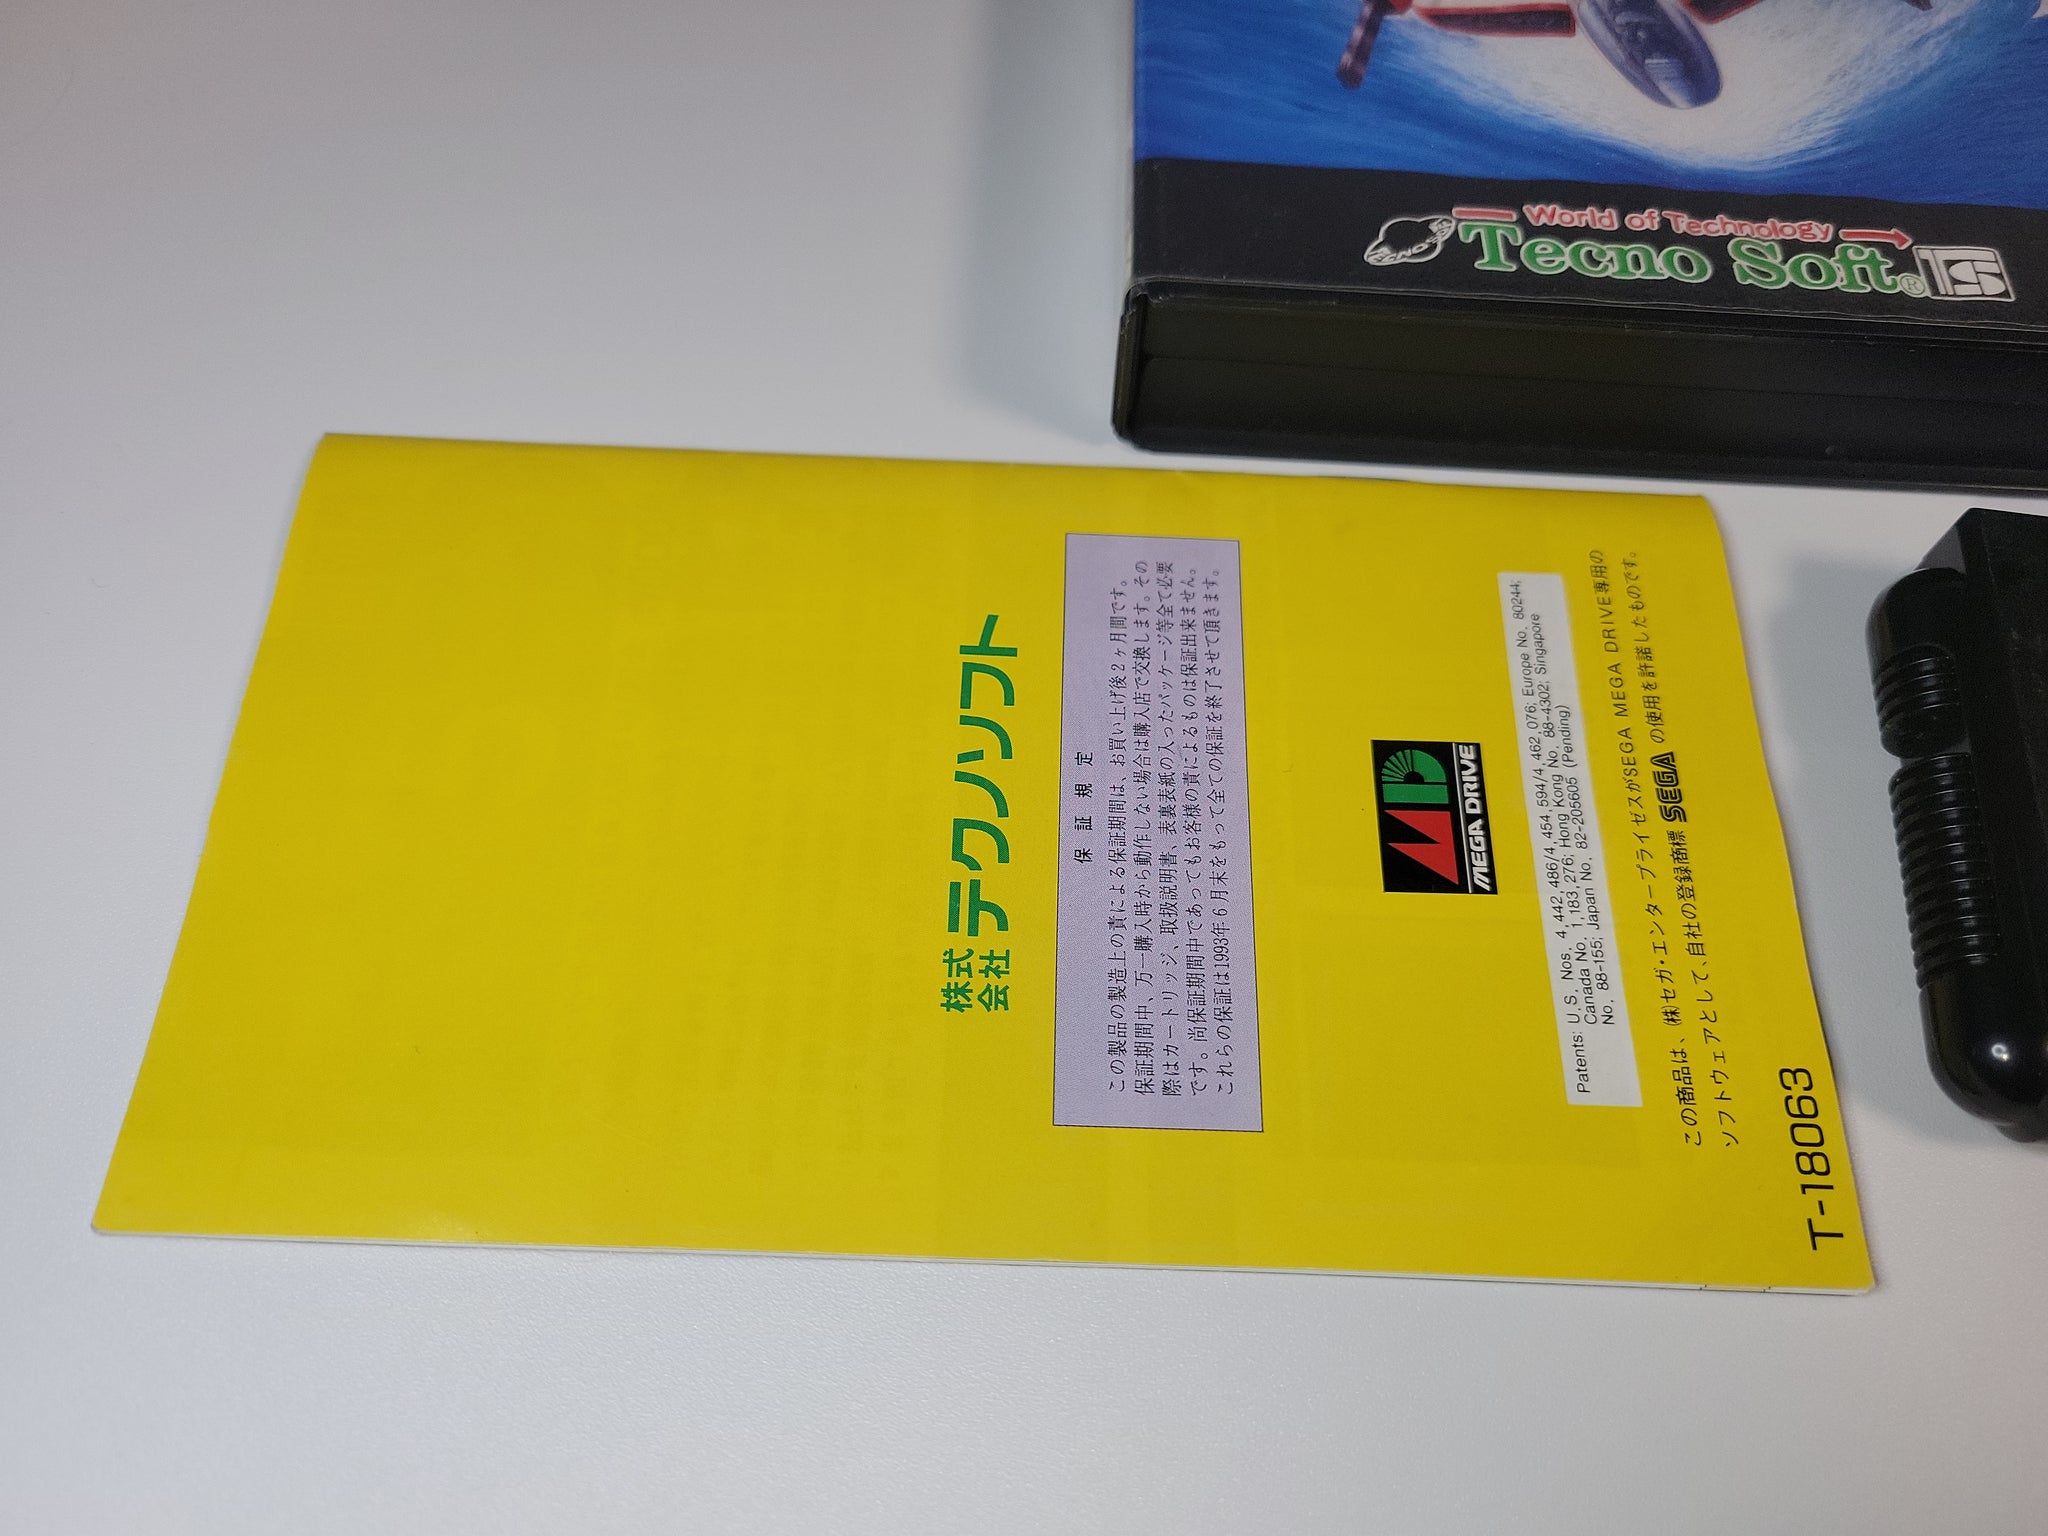 World of Technology
Tecno Soft®
株式会社 テクノソフト
保証規定
この製品の製造上の責による保証期間は、お買い上げ後2ヶ月間です。
保証期間中、万一購入時から動作しない場合は購入店で交換します。その
際はカートリッジ、取扱説明書、表裏表紙の入ったパッケージ等全て必要
です。尚保証期間中であってもお客様の責によるものは保証出来ません。
これらの保証は1993年6月末をもって全ての保証を終了させて頂きます。
MD
MEGA DRIVE
Patents: U.S. Nos. 4,442,486/4,454,594/4,462,076; Europe No. 80244;
Canada No. 1,183,276; Hong Kong No. 88-4302; Singapore
No. 88-155; Japan No. 82-205605 (Pending)
この商品は、(株)セガ・エンタープライゼスがSEGA MEGA DRIVE専用の
ソフトウェアとして、自社の登録商標 SEGA の使用を許諾したものです。
T-18063